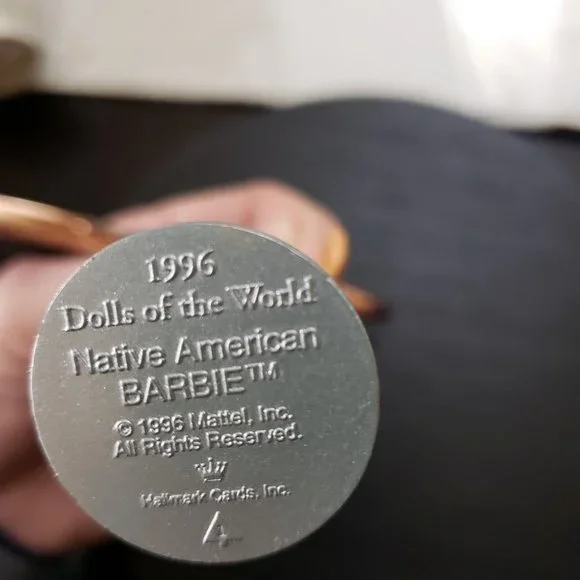 1996
Dolls of the World
Native American
BARBIE™
© 1996 Mattel, Inc.
All Rights Reserved.
Hallmark Cards, Inc.
4